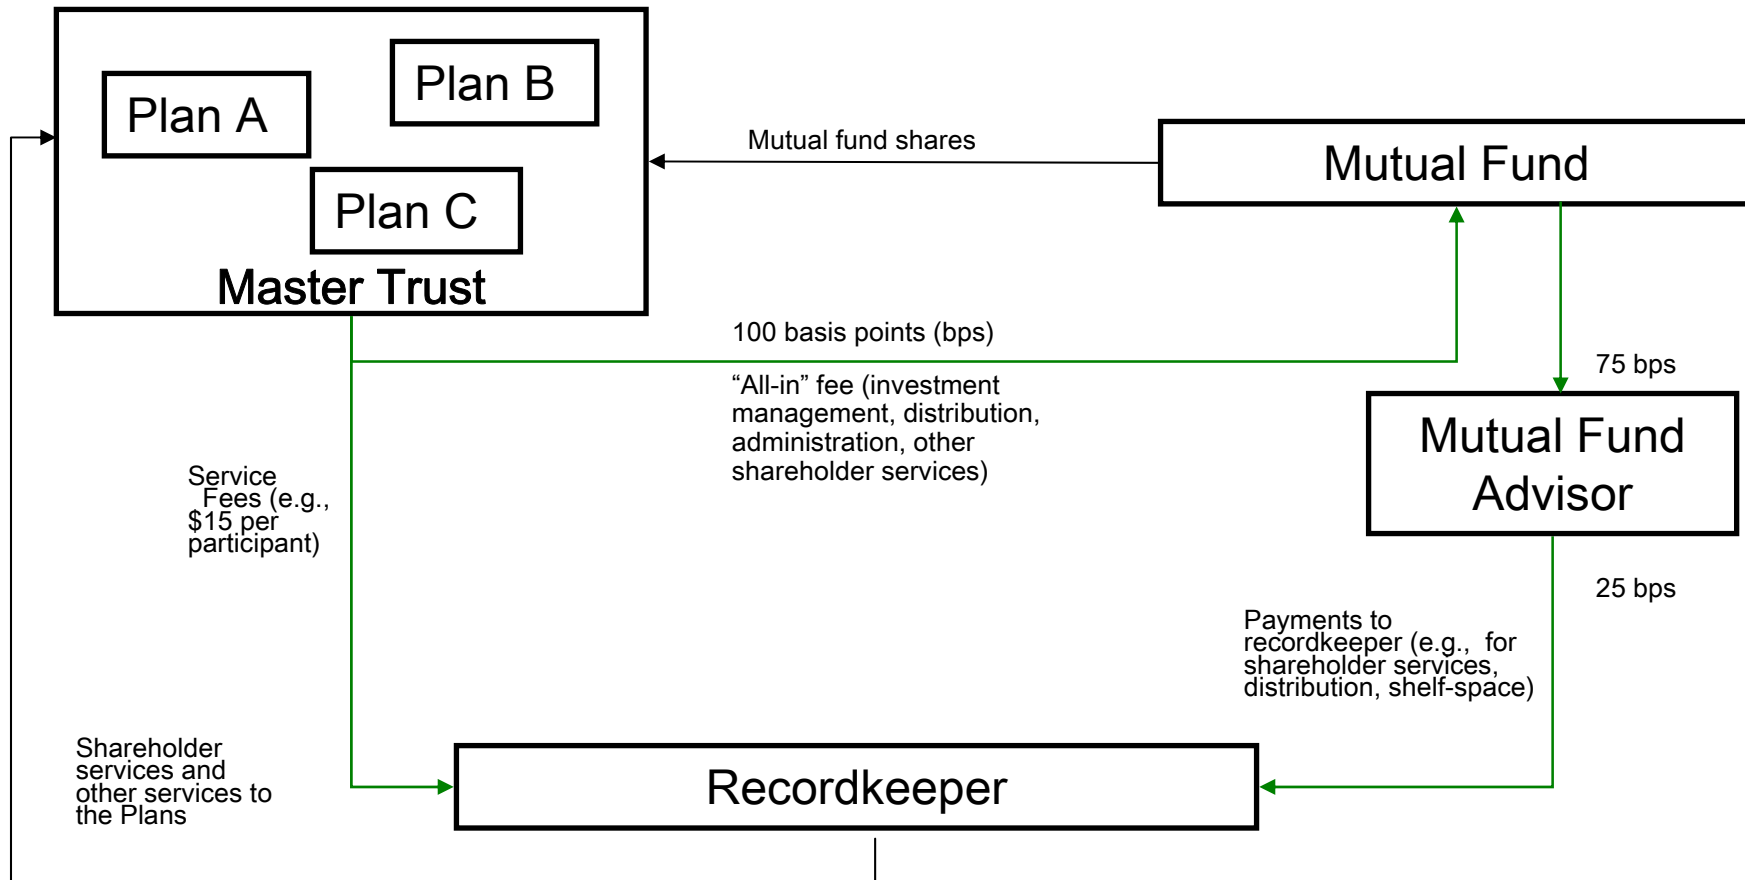 Plan A
Plan B
Plan C
Master Trust
Mutual fund shares
Mutual Fund
100 basis points (bps)
“All-in” fee (investment
management, distribution,
administration, other
shareholder services)
75 bps
Mutual Fund
Advisor
Service
Fees (e.g.,
$15 per
participant)
25 bps
Payments to
recordkeeper (e.g., for
shareholder services,
distribution, shelf-space)
Shareholder
services and
other services to
the Plans
Recordkeeper